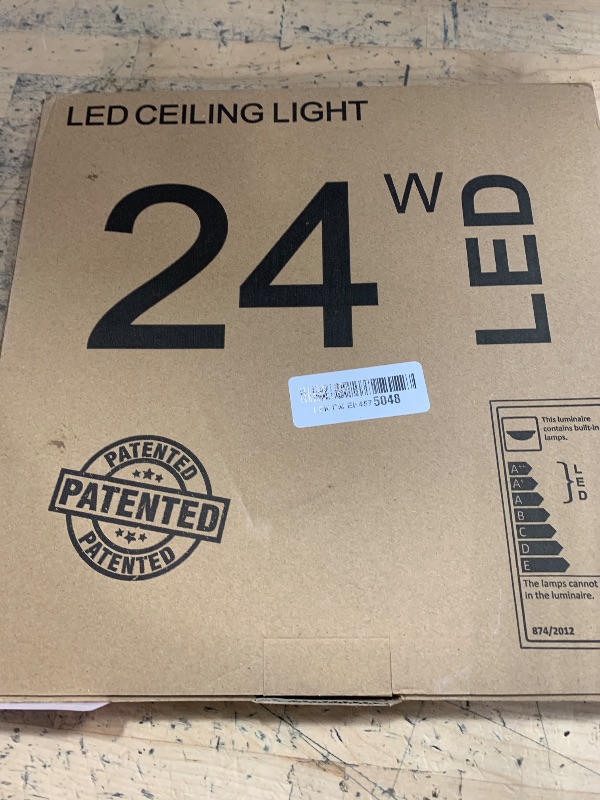 LED CEILING LIGHT
24 W
LED
5048
PATENTED
PATENTED
PATENTED
This luminaire
contains built-in
lamps.
A++
A+
A
B
C
D
E
L
E
D
The lamps cannot
in the luminaire.
874/2012